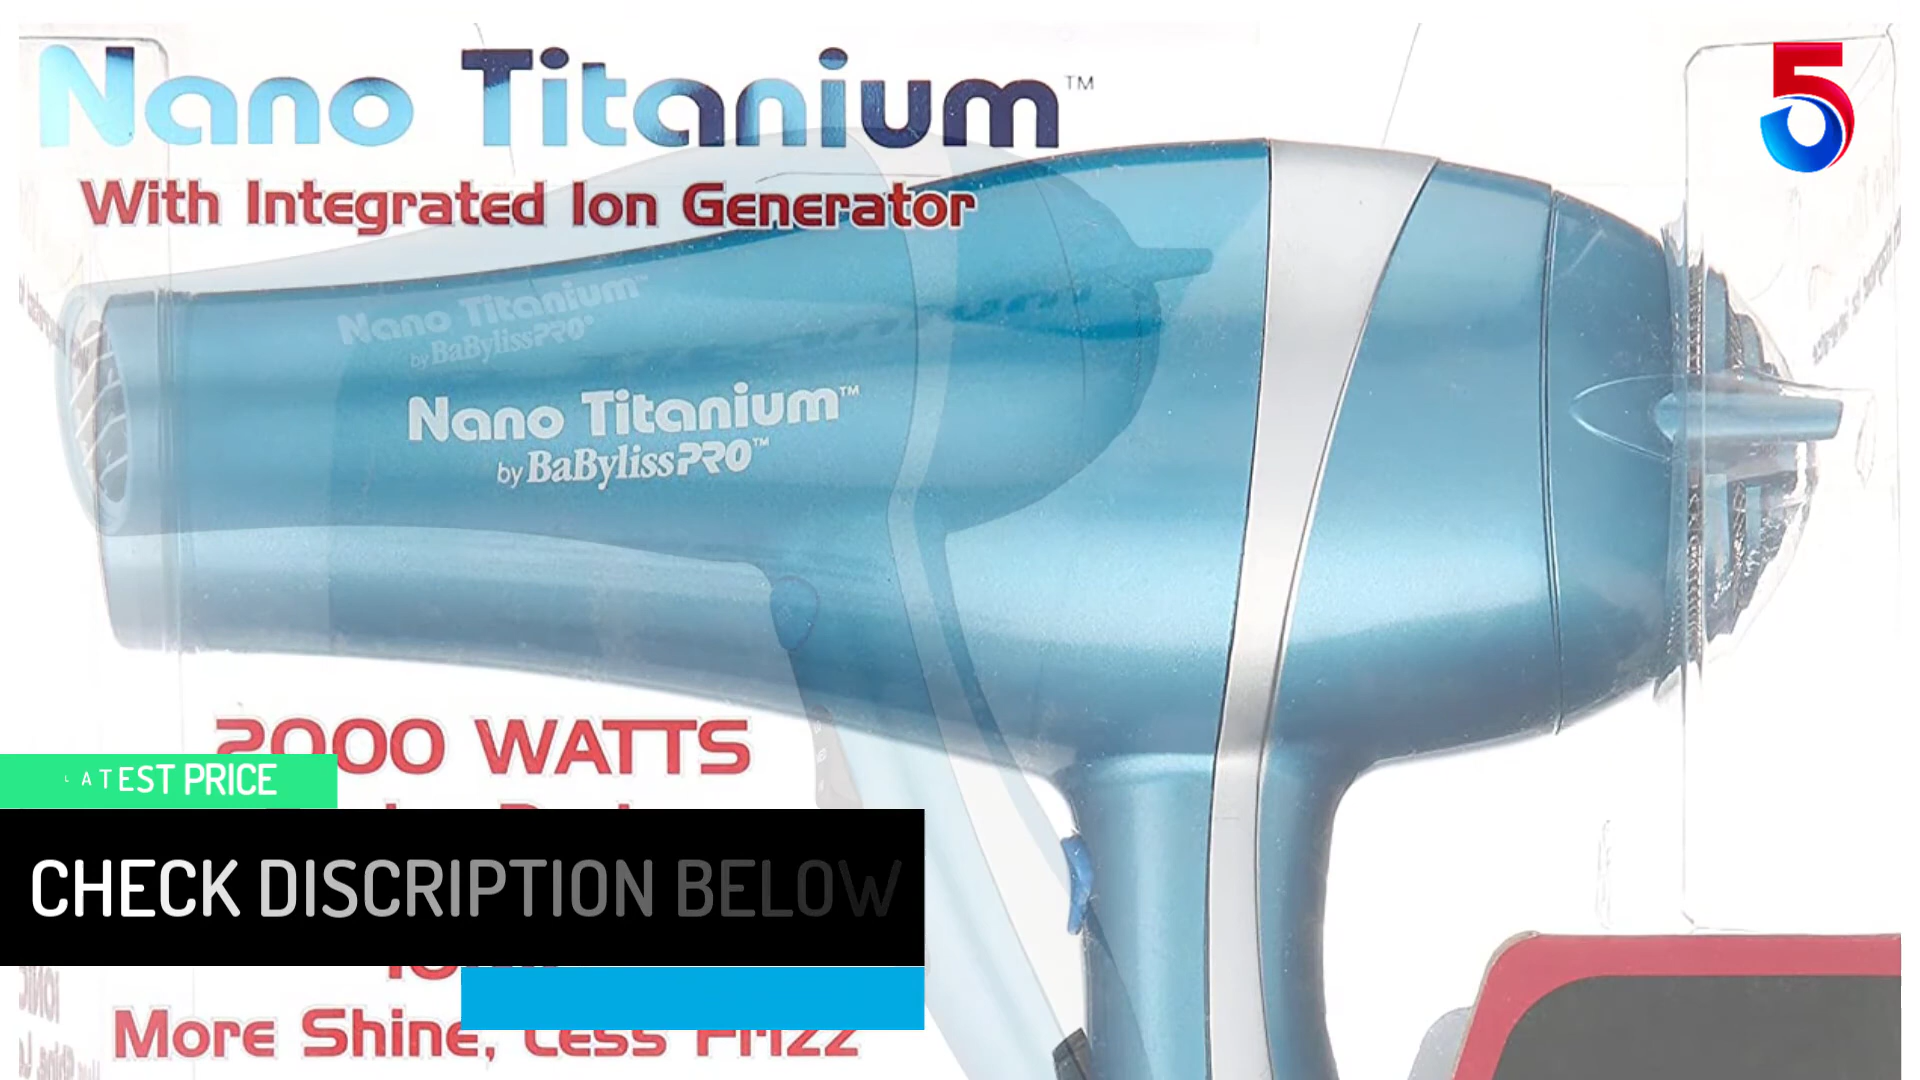 Nano Titanium™
5
With Integrated Ion Generator
Nano Titanium™
by BaBylissPRO®
Nano Titanium™
by BaBylissPRO™
2000 WATTS
LATEST PRICE
CHECK DISCRIPTION BELOW
More Shine, Less Frizz